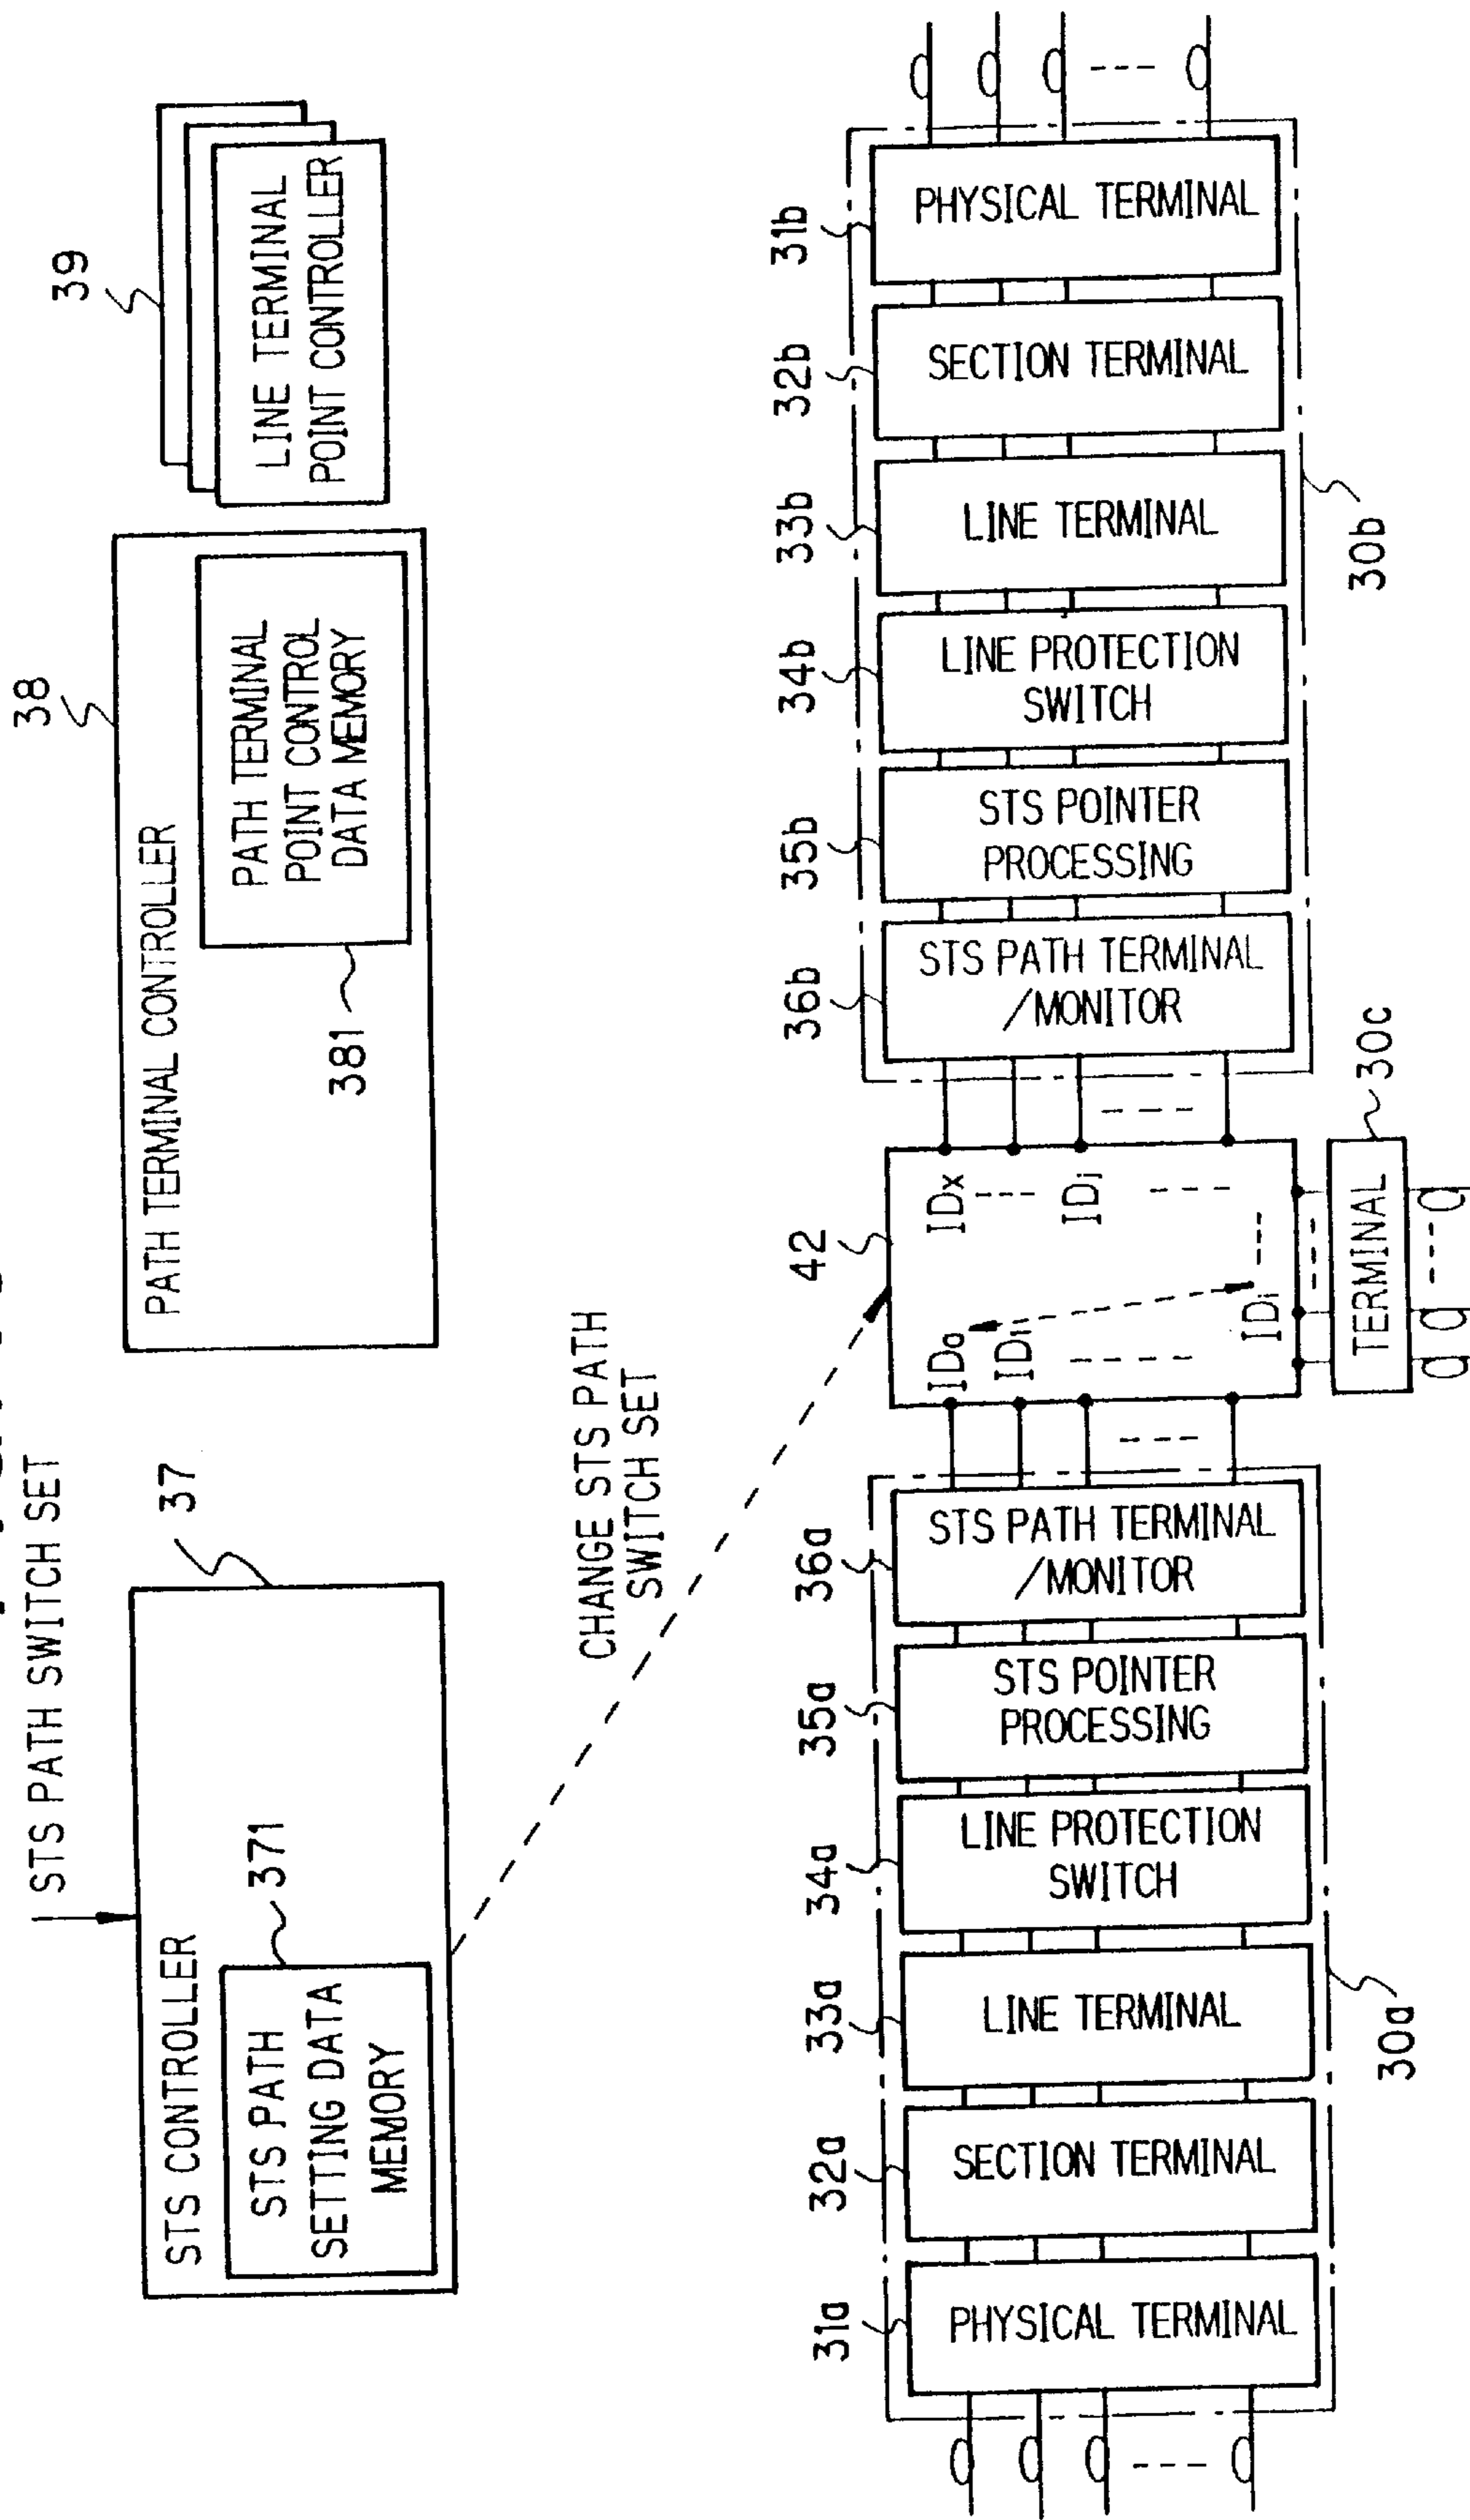 STS PATH SWITCH SET
37
STS CONTROLLER
371
STS PATH
SETTING DATA
MEMORY
38
PATH TERMINAL CONTROLLER
PATH TERMINAL
POINT CONTROL
DATA MEMORY
381
39
LINE TERMINAL
POINT CONTROLLER
CHANGE STS PATH
SWITCH SET
31a
PHYSICAL TERMINAL
32a
SECTION TERMINAL
33a
LINE TERMINAL
34a
LINE PROTECTION
SWITCH
35a
STS POINTER
PROCESSING
36a
STS PATH TERMINAL
/MONITOR
30a
42
IDa
IDx
IDj
IDi
TERMINAL
30c
36b
STS PATH TERMINAL
/MONITOR
35b
STS POINTER
PROCESSING
34b
LINE PROTECTION
SWITCH
33b
LINE TERMINAL
32b
SECTION TERMINAL
31b
PHYSICAL TERMINAL
30b